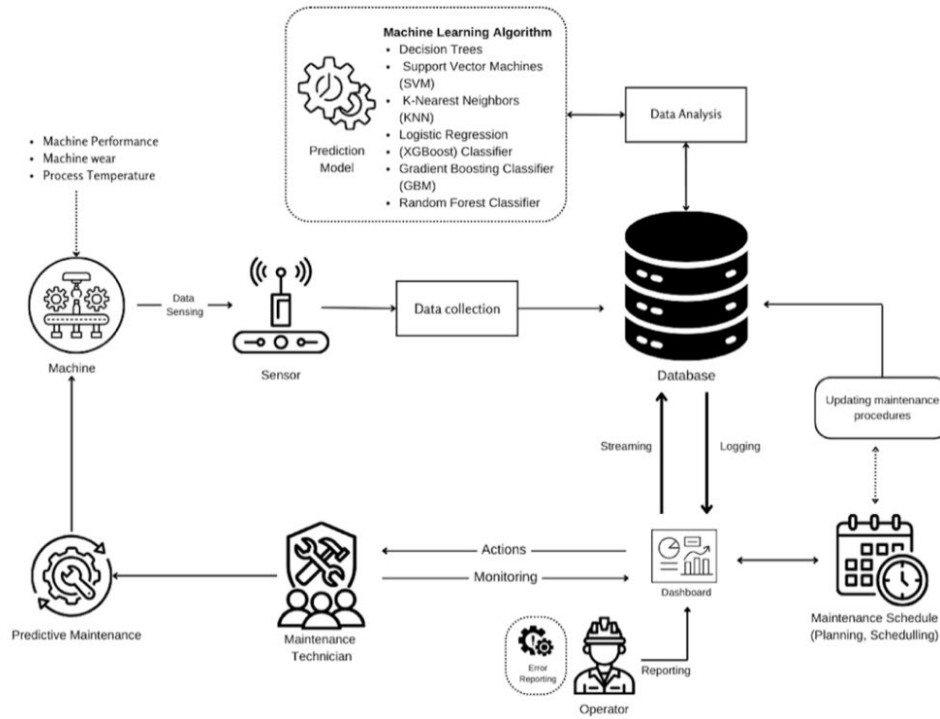 Machine Learning Algorithm
• Decision Trees
• Support Vector Machines
(SVM)
• K-Nearest Neighbors
(KNN)
• Logistic Regression
• (XGBoost) Classifier
• Gradient Boosting Classifier
(GBM)
• Random Forest Classifier
Prediction
Model
Data Analysis
• Machine Performance
• Machine wear
• Process Temperature
Data
Sensing
Data collection
Machine
Sensor
Database
Updating maintenance
procedures
Streaming
Logging
Actions
Monitoring
Dashboard
Predictive Maintenance
Maintenance
Technician
Maintenance Schedule
(Planning, Schedulling)
Error
Reporting
Reporting
Operator